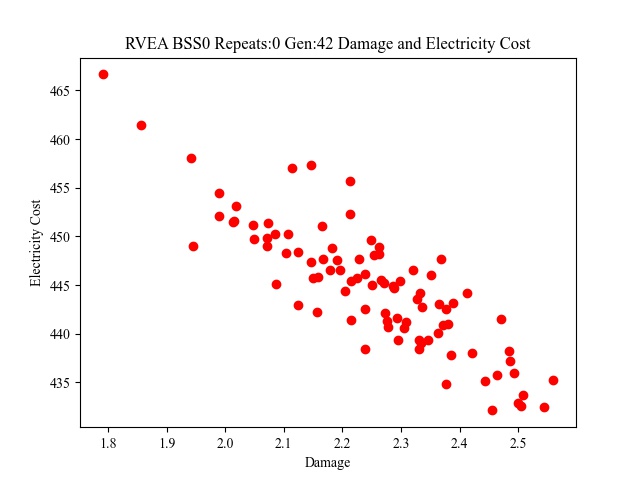 RVEA BSS0 Repeats:0 Gen:42 Damage and Electricity Cost
465
460
455
450
445
440
435
Electricity Cost
1.8 1.9 2.0 2.1 2.2 2.3 2.4 2.5
Damage